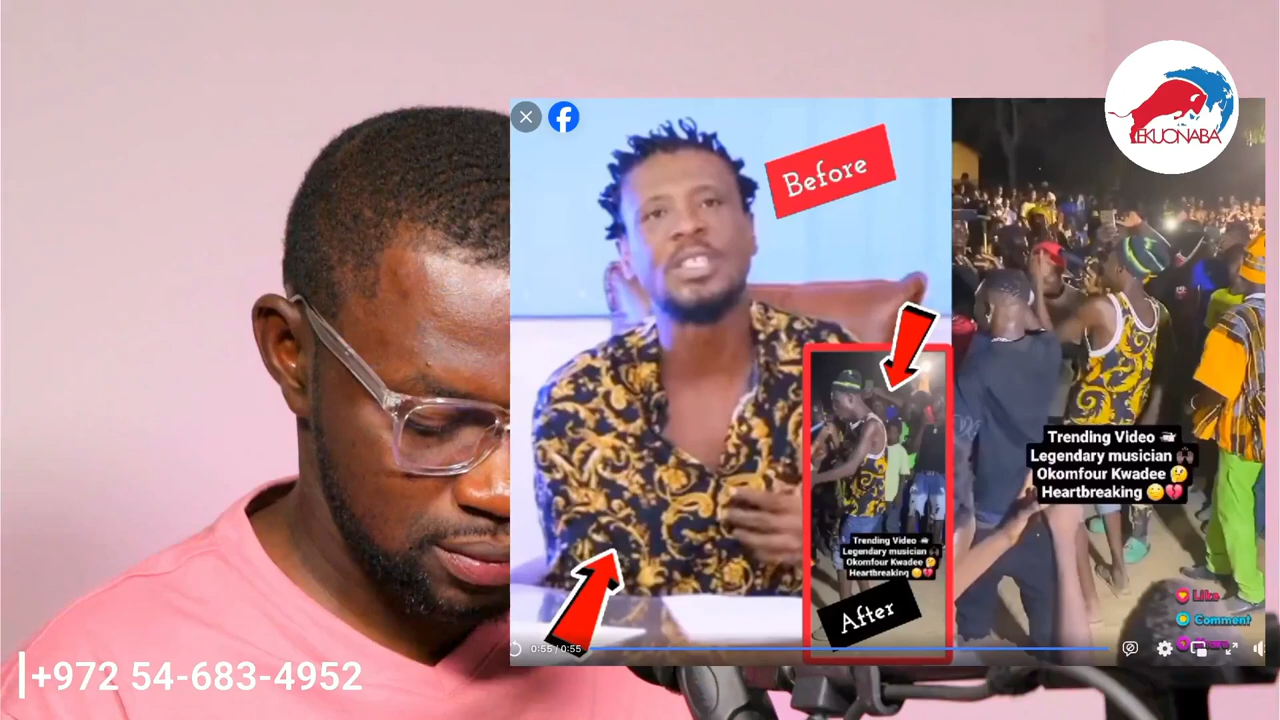 EKUONABA
Before
Trending Video
Legendary musician
Okomfour Kwadee
Heartbreaking
After
Trending Video
Legendary musician
Okomfour Kwadee
Heartbreaking
Like
Comment
0:55 / 0:55
+972 54-683-4952